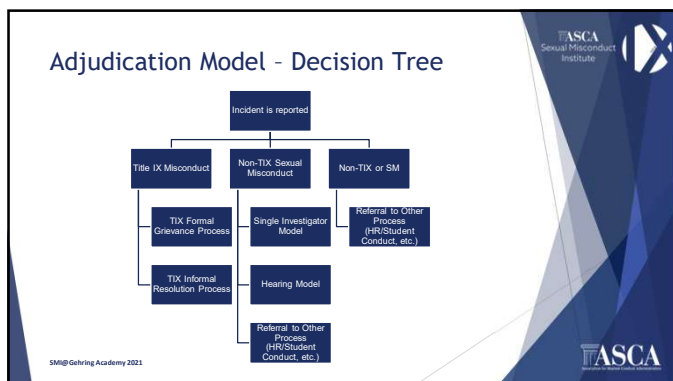 Adjudication Model – Decision Tree
ASCA
Sexual Misconduct
Institute
Incident is reported
Title IX Misconduct
Non-TIX Sexual
Misconduct
Non-TIX or SM
TIX Formal
Grievance Process
Single Investigator
Model
Referral to Other
Process
(HR/Student
Conduct, etc.)
TIX Informal
Resolution Process
Hearing Model
Referral to Other
Process
(HR/Student
Conduct, etc.)
SMI@Gehring Academy 2021
ASCA